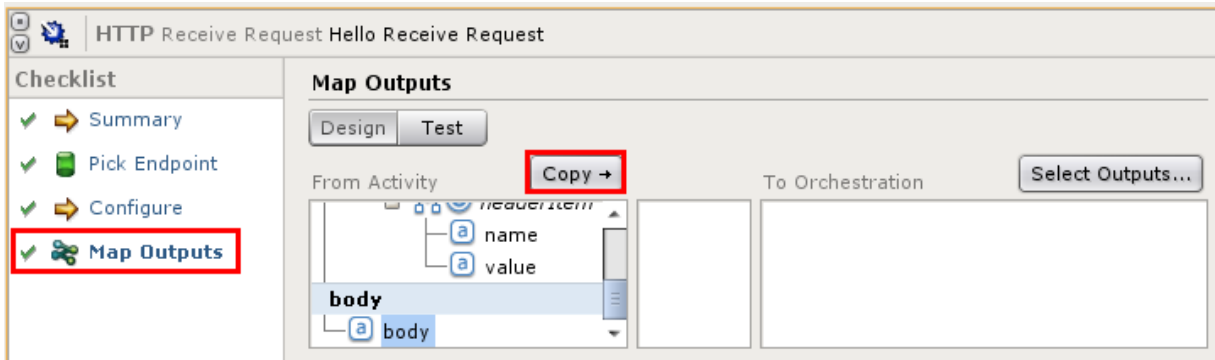 HTTP Receive Request Hello Receive Request
Checklist
Summary
Pick Endpoint
Configure
Map Outputs
Map Outputs
Design Test
From Activity Copy → To Orchestration Select Outputs...
headerItem
a name
a value
body
a body